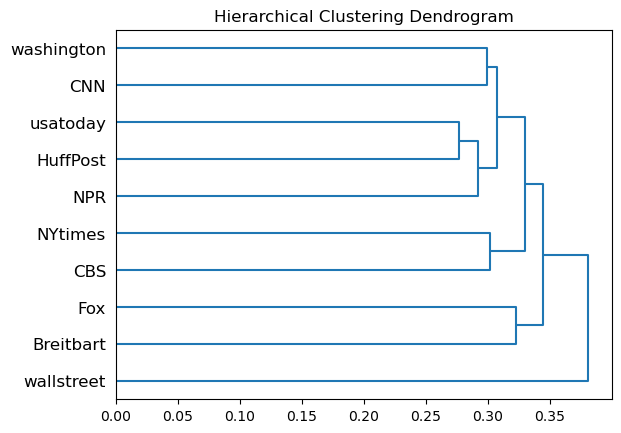 Hierarchical Clustering Dendrogram
washington
CNN
usatoday
HuffPost
NPR
NYtimes
CBS
Fox
Breitbart
wallstreet
0.00 0.05 0.10 0.15 0.20 0.25 0.30 0.35